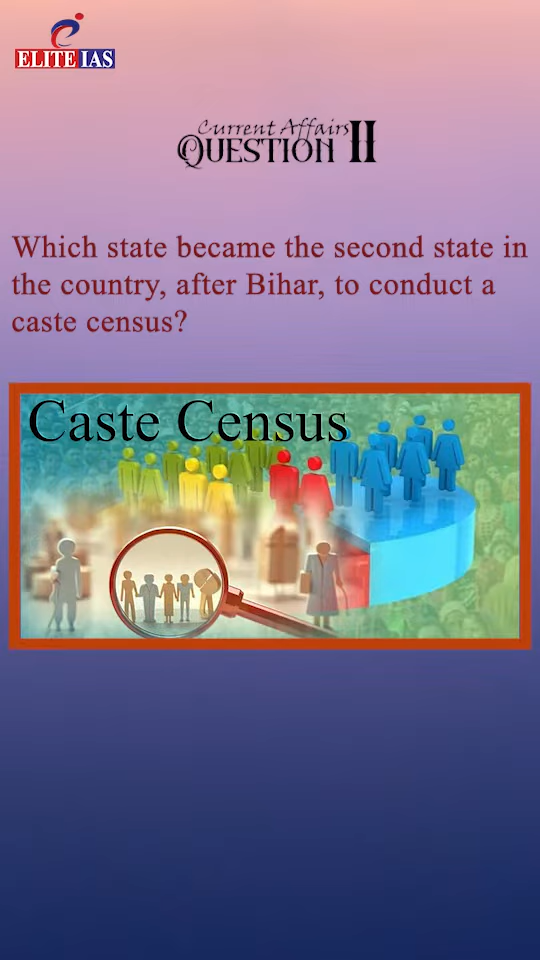 ELITE IAS
Current Affairs
QUESTION II
Which state became the second state in
the country, after Bihar, to conduct a
caste census?
Caste Census